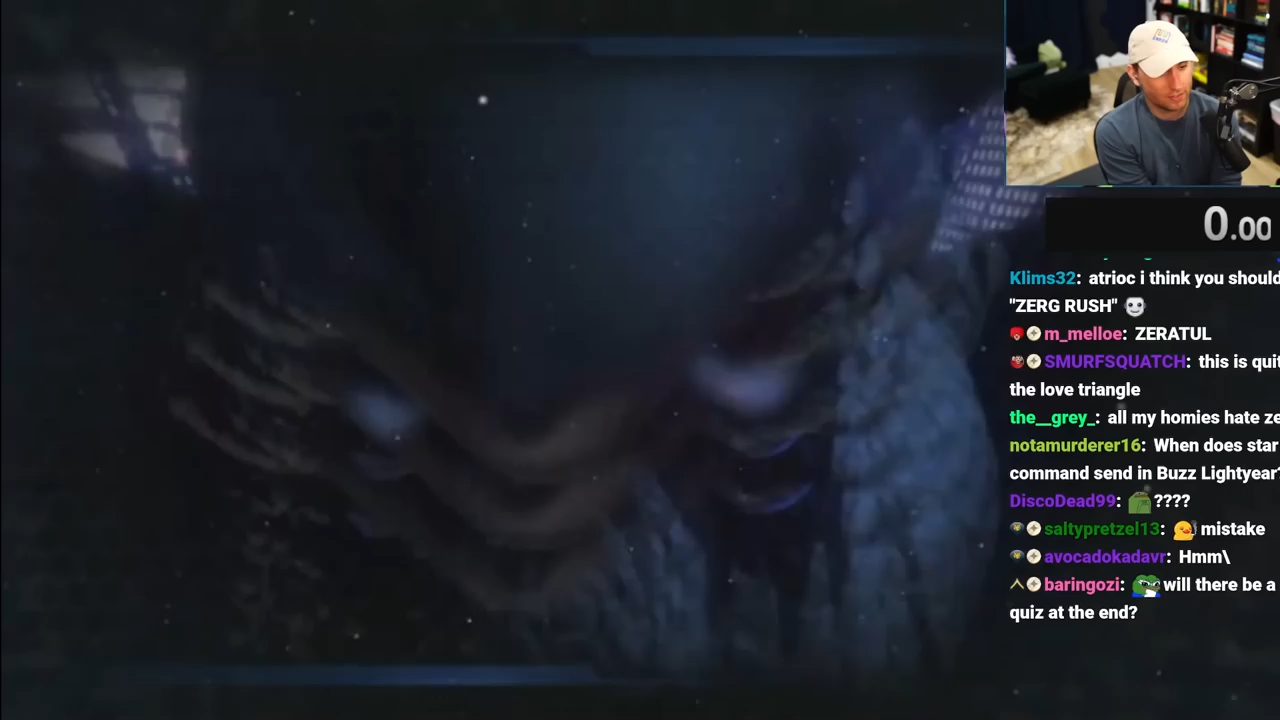 0.00
Klims32: atrioc i think you should
"ZERG RUSH"
m_melloe: ZERATUL
SMURFSQUATCH: this is quit
the love triangle
the__grey_: all my homies hate ze
notamurderer16: When does star
command send in Buzz Lightyear?
DiscoDead99: ????
saltypretzel13: mistake
avocadokadavr: Hmm\
baringozi: will there be a
quiz at the end?